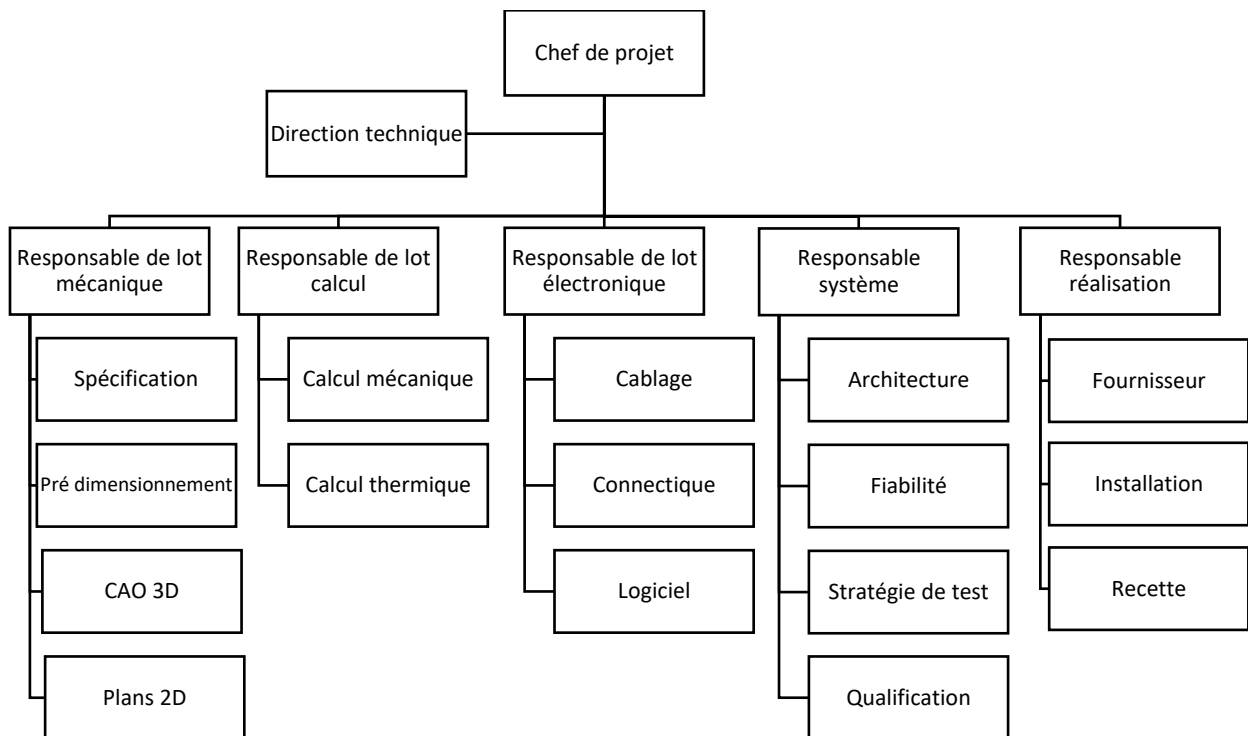 Chef de projet
Direction technique
Responsable de lot
mécanique
Responsable de lot
calcul
Responsable de lot
électronique
Responsable
système
Responsable
réalisation
Spécification
Pré dimensionnement
CAO 3D
Plans 2D
Calcul mécanique
Calcul thermique
Cablage
Connectique
Logiciel
Architecture
Fiabilité
Stratégie de test
Qualification
Fournisseur
Installation
Recette